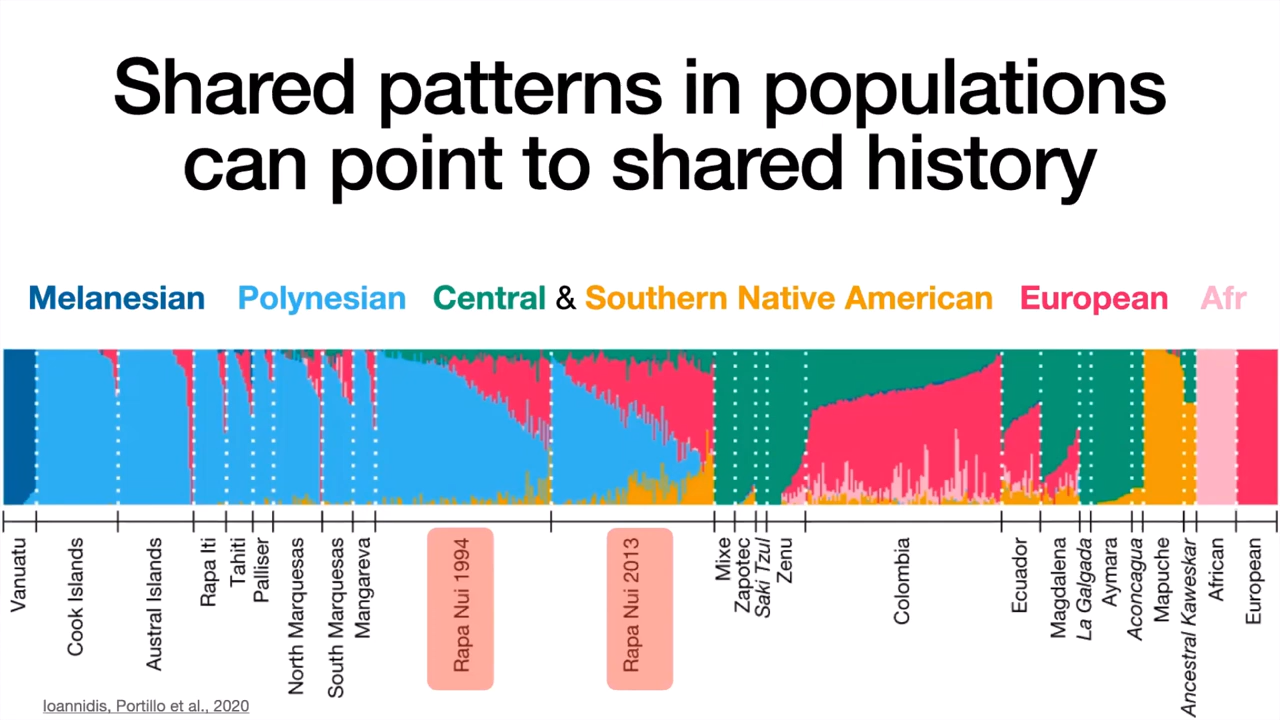 Shared patterns in populations
can point to shared history
Melanesian Polynesian Central & Southern Native American European Afr
Vanuatu
Cook Islands
Austral Islands
Rapa Iti
Tahiti
Palliser
North Marquesas
South Marquesas
Mangareva
Rapa Nui 1994
Rapa Nui 2013
Mixe
Zapotec
Saki Tzul
Zenu
Colombia
Ecuador
Magdalena
La Galgada
Aymara
Aconcagua
Mapuche
Ancestral Kaweskar
African
European
Ioannidis, Portillo et al., 2020